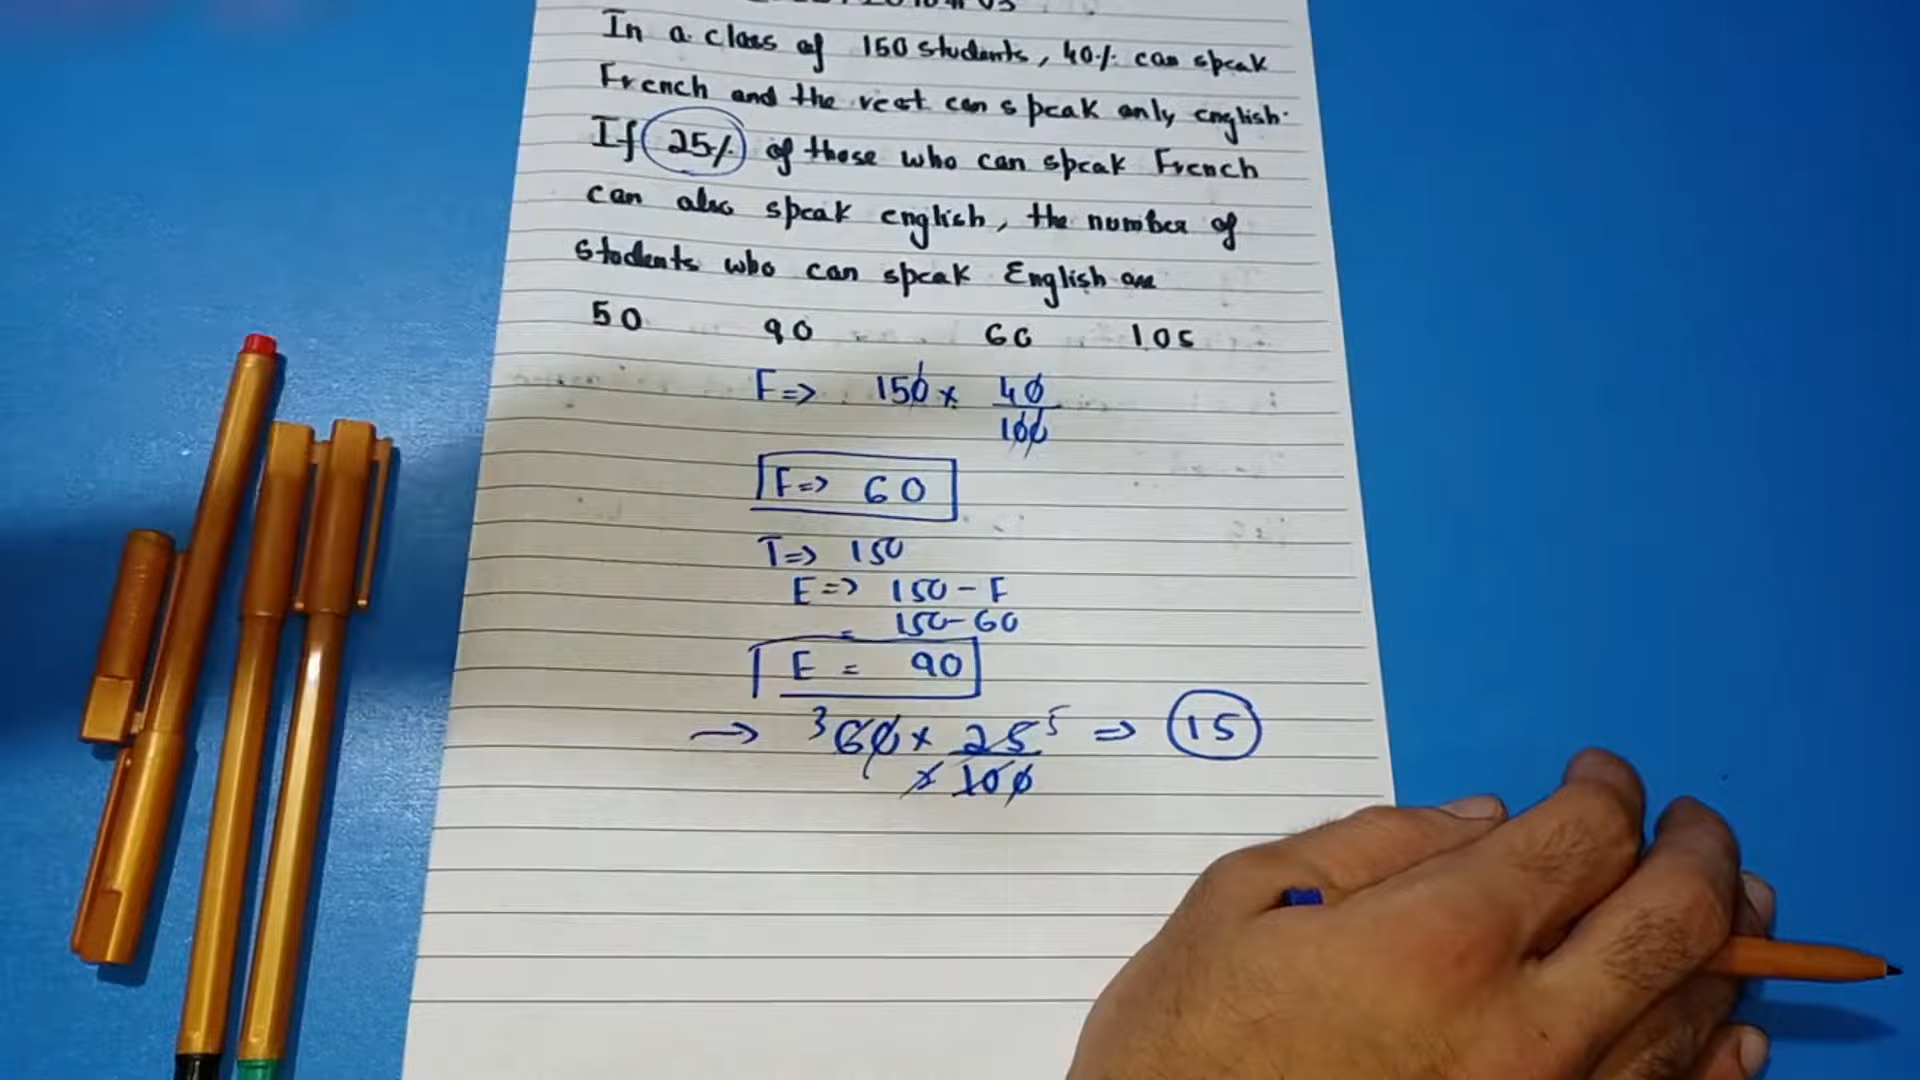 In a class of 150 students, 40% can speak
French and the rest can speak only english.
If 25% of those who can speak French
can also speak english, the number of
students who can speak English are
50 90 60 105
F => 150 x 40
100
F => 60
T => 150
E => 150 - F
= 150-60
E = 90
→ 3 60 x 25 5 => 15
100